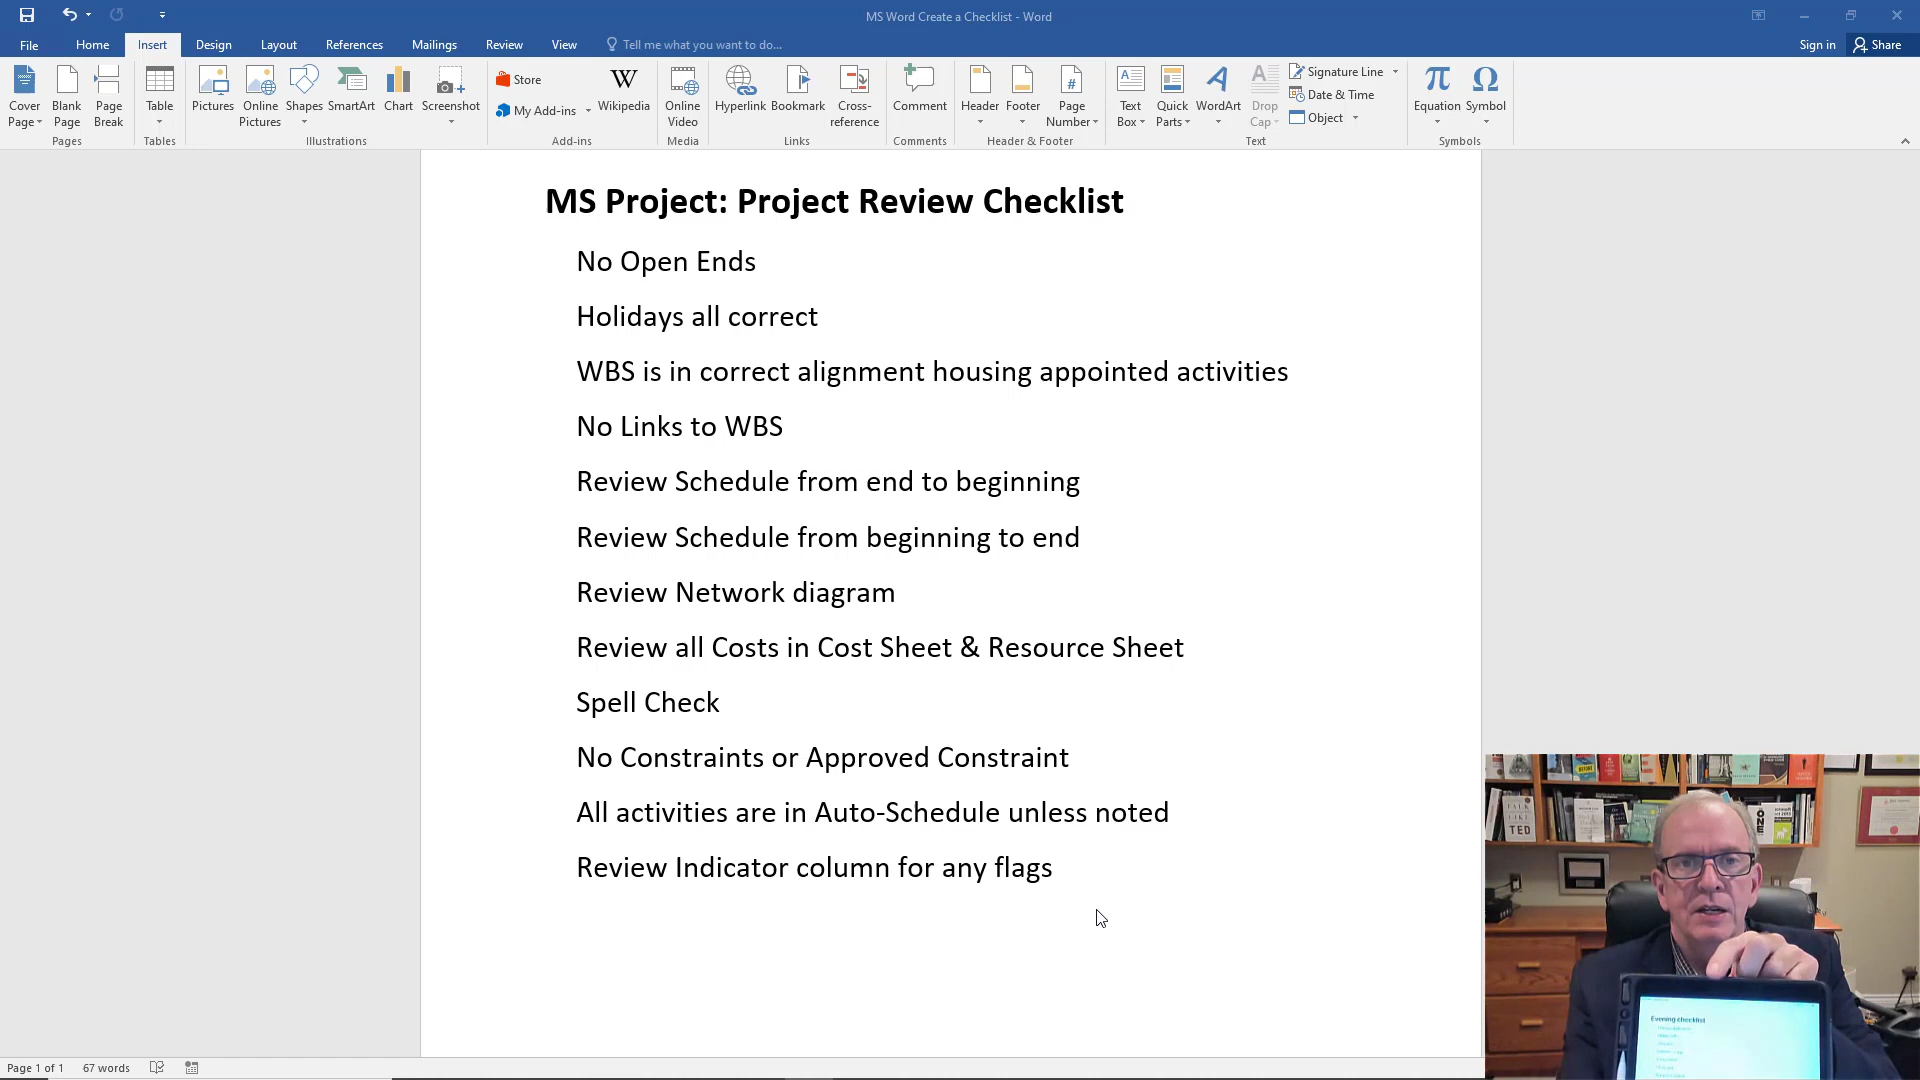 MS Word Create a Checklist - Word
File Home Insert Design Layout References Mailings Review View Tell me what you want to do... Sign in Share
Cover Page
Blank Page
Page Break
Table
Pictures
Online Pictures
Shapes
SmartArt
Chart
Screenshot
Store
My Add-ins
W
Wikipedia
Online Video
Hyperlink
Bookmark
Cross-reference
Comment
Header
Footer
#
Page Number
A
Text Box
Quick Parts
A
WordArt
A
Drop Cap
Signature Line
Date & Time
Object
π
Equation
Ω
Symbol
Pages Tables Illustrations Add-ins Media Links Comments Header & Footer Text Symbols
MS Project: Project Review Checklist
No Open Ends
Holidays all correct
WBS is in correct alignment housing appointed activities
No Links to WBS
Review Schedule from end to beginning
Review Schedule from beginning to end
Review Network diagram
Review all Costs in Cost Sheet & Resource Sheet
Spell Check
No Constraints or Approved Constraint
All activities are in Auto-Schedule unless noted
Review Indicator column for any flags
TALK
LIKE
TED
Evening checklist
Page 1 of 1 67 words